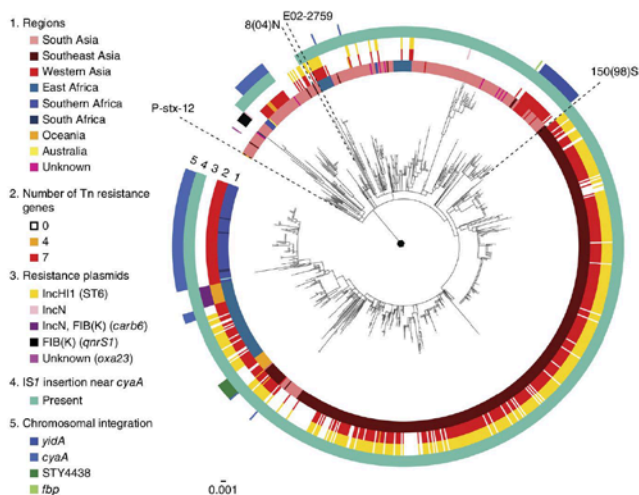 1. Regions
South Asia
Southeast Asia
Western Asia
East Africa
Southern Africa
South Africa
Oceania
Australia
Unknown
2. Number of Tn resistance
genes
0
4
7
3. Resistance plasmids
IncHI1 (ST6)
IncN
IncN, FIB(K) (carb6)
FIB(K) (qnrS1)
Unknown (oxa23)
4. IS1 insertion near cyaA
Present
5. Chromosomal integration
yidA
cyaA
STY4438
fbp
E02-2759
8(04)N
150(98)S
P-stx-12
5 4 3 2 1
0.001